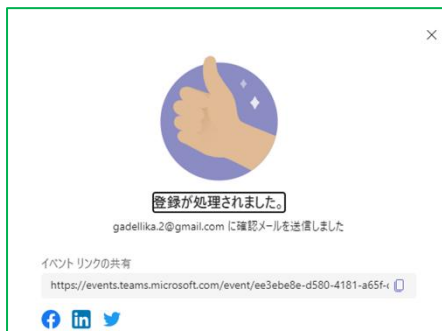 登録が処理されました。
gadellika.2@gmail.com に確認メールを送信しました
イベント リンクの共有
https://events.teams.microsoft.com/event/ee3ebe8e-d580-4181-a65f-c